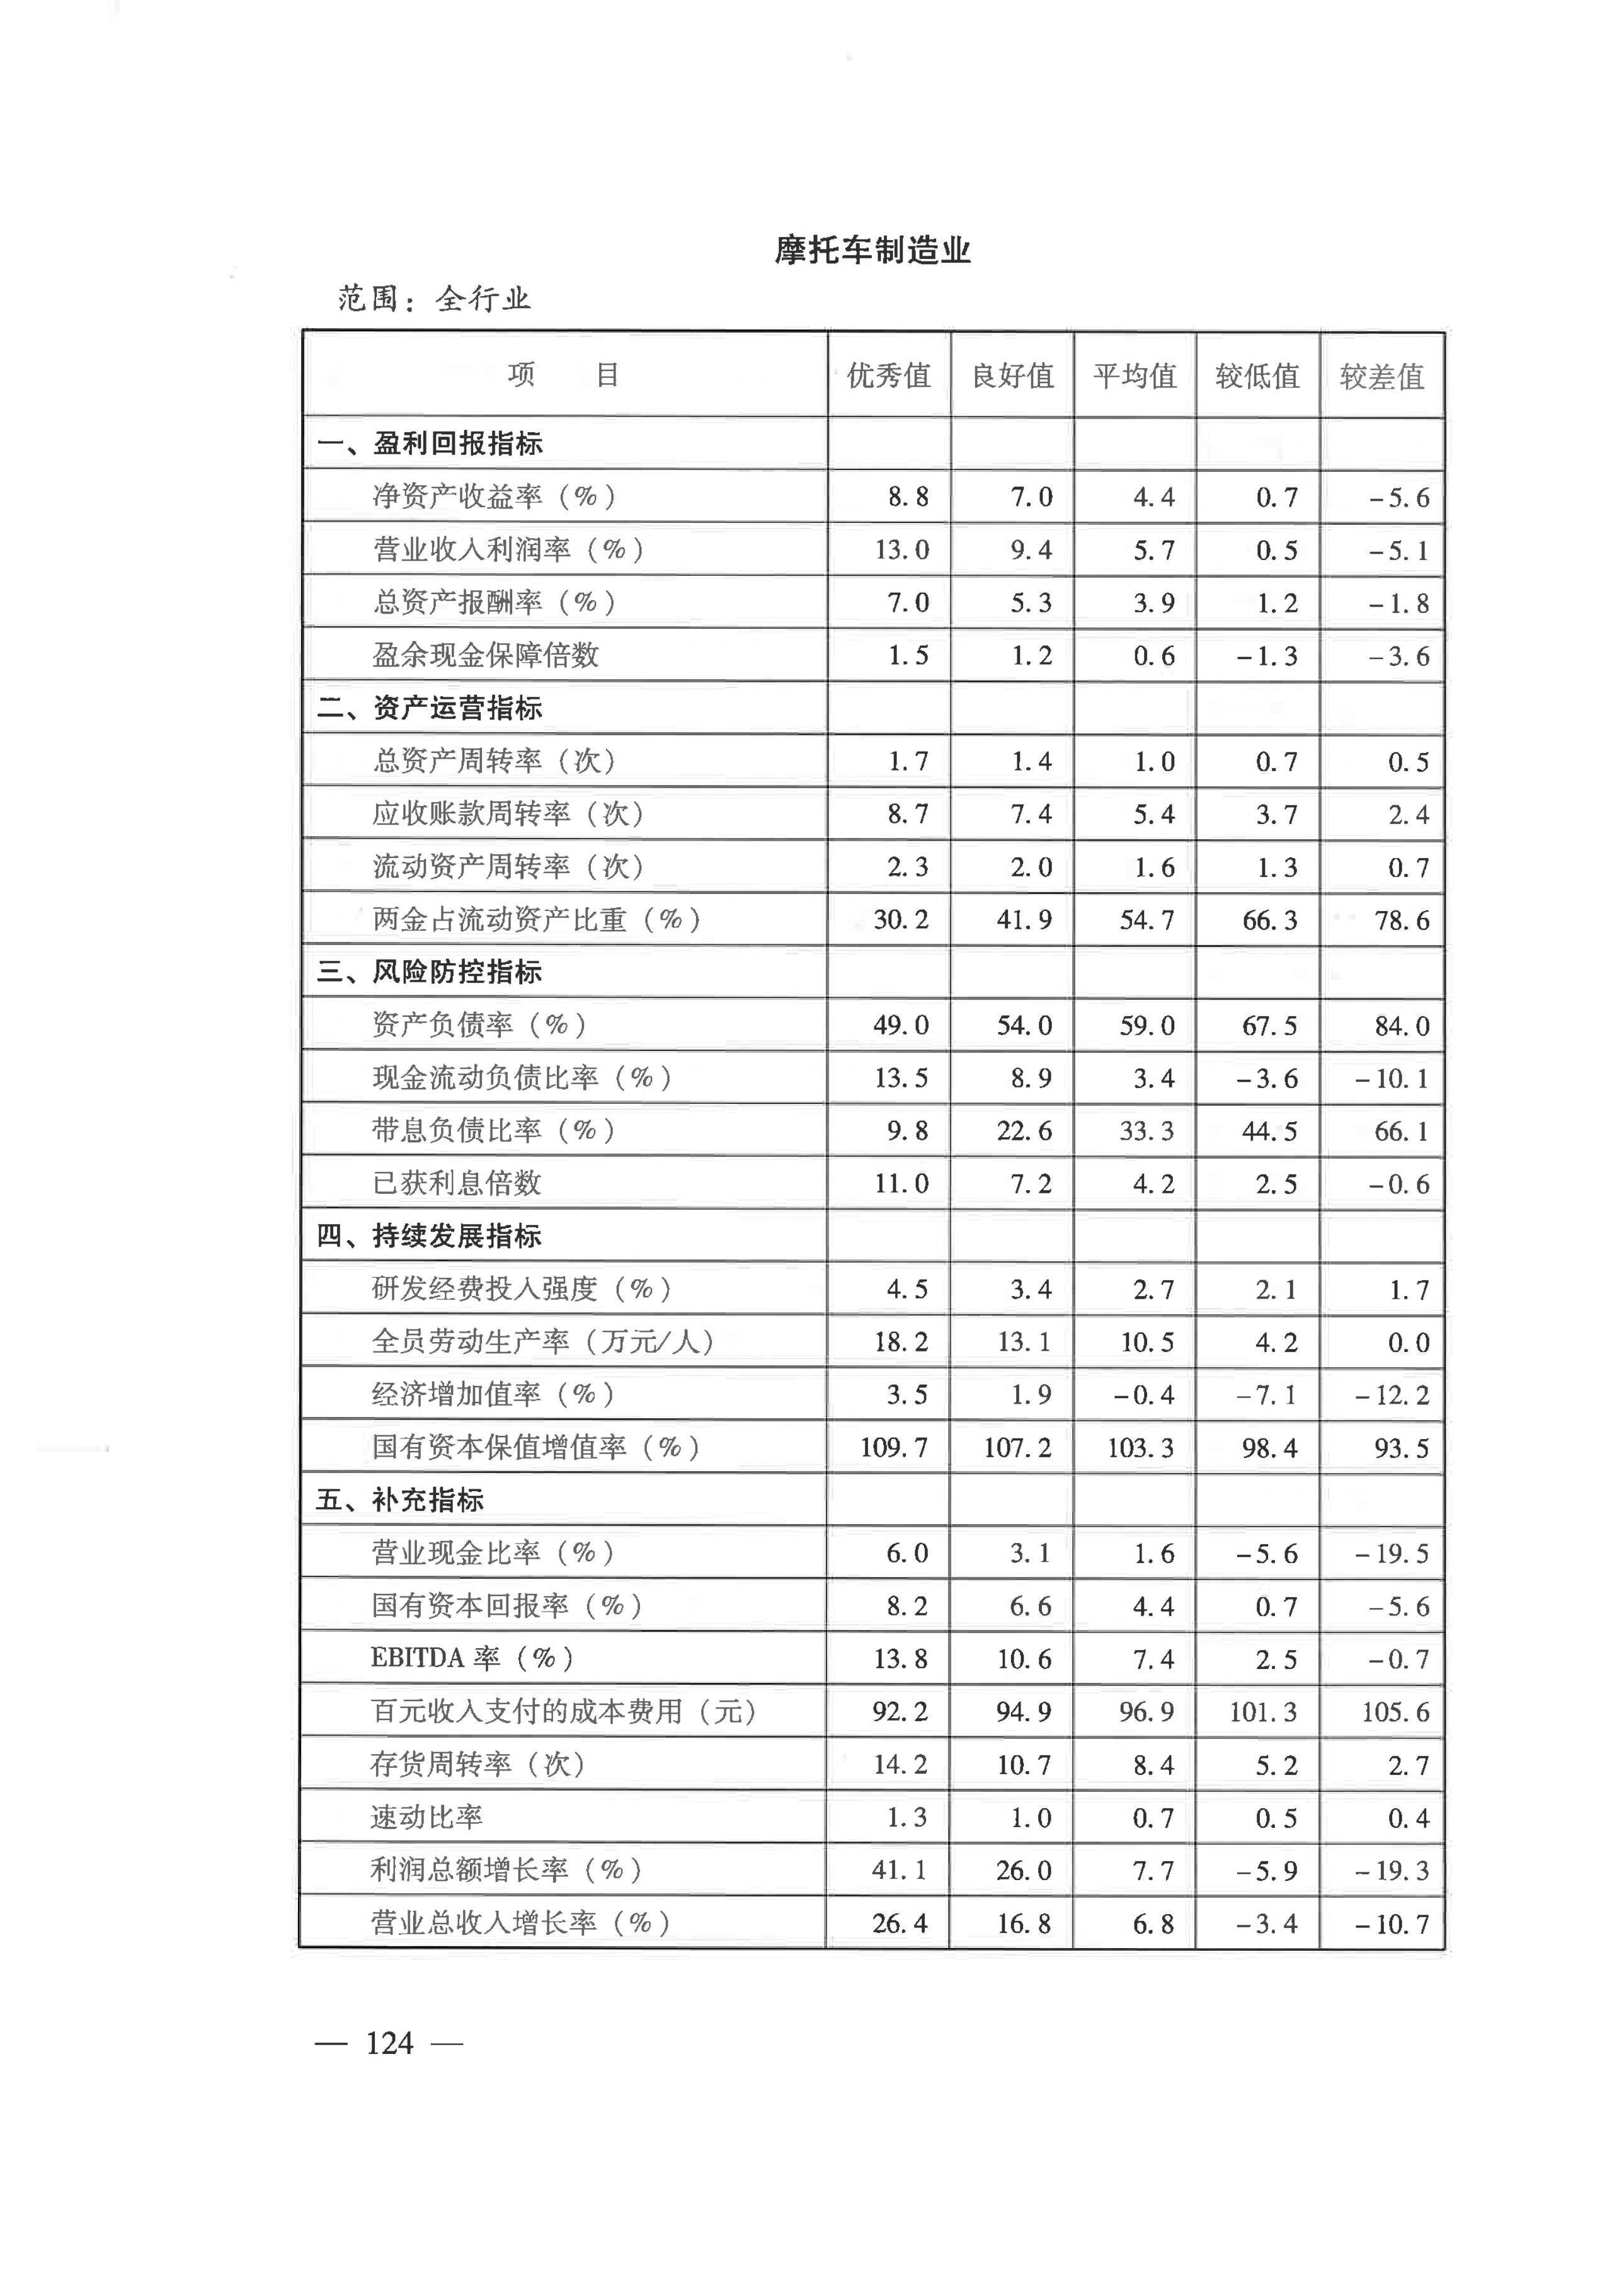 摩托车制造业
范围：全行业
项 目 优秀值 良好值 平均值 较低值 较差值
一、盈利回报指标
净资产收益率（%） 8.8 7.0 4.4 0.7 -5.6
营业收入利润率（%） 13.0 9.4 5.7 0.5 -5.1
总资产报酬率（%） 7.0 5.3 3.9 1.2 -1.8
盈余现金保障倍数 1.5 1.2 0.6 -1.3 -3.6
二、资产运营指标
总资产周转率（次） 1.7 1.4 1.0 0.7 0.5
应收账款周转率（次） 8.7 7.4 5.4 3.7 2.4
流动资产周转率（次） 2.3 2.0 1.6 1.3 0.7
两金占流动资产比重（%） 30.2 41.9 54.7 66.3 78.6
三、风险防控指标
资产负债率（%） 49.0 54.0 59.0 67.5 84.0
现金流动负债比率（%） 13.5 8.9 3.4 -3.6 -10.1
带息负债比率（%） 9.8 22.6 33.3 44.5 66.1
已获利息倍数 11.0 7.2 4.2 2.5 -0.6
四、持续发展指标
研发经费投入强度（%） 4.5 3.4 2.7 2.1 1.7
全员劳动生产率（万元/人） 18.2 13.1 10.5 4.2 0.0
经济增加值率（%） 3.5 1.9 -0.4 -7.1 -12.2
国有资本保值增值率（%） 109.7 107.2 103.3 98.4 93.5
五、补充指标
营业现金比率（%） 6.0 3.1 1.6 -5.6 -19.5
国有资本回报率（%） 8.2 6.6 4.4 0.7 -5.6
EBITDA 率（%） 13.8 10.6 7.4 2.5 -0.7
百元收入支付的成本费用（元） 92.2 94.9 96.9 101.3 105.6
存货周转率（次） 14.2 10.7 8.4 5.2 2.7
速动比率 1.3 1.0 0.7 0.5 0.4
利润总额增长率（%） 41.1 26.0 7.7 -5.9 -19.3
营业总收入增长率（%） 26.4 16.8 6.8 -3.4 -10.7
— 124 —